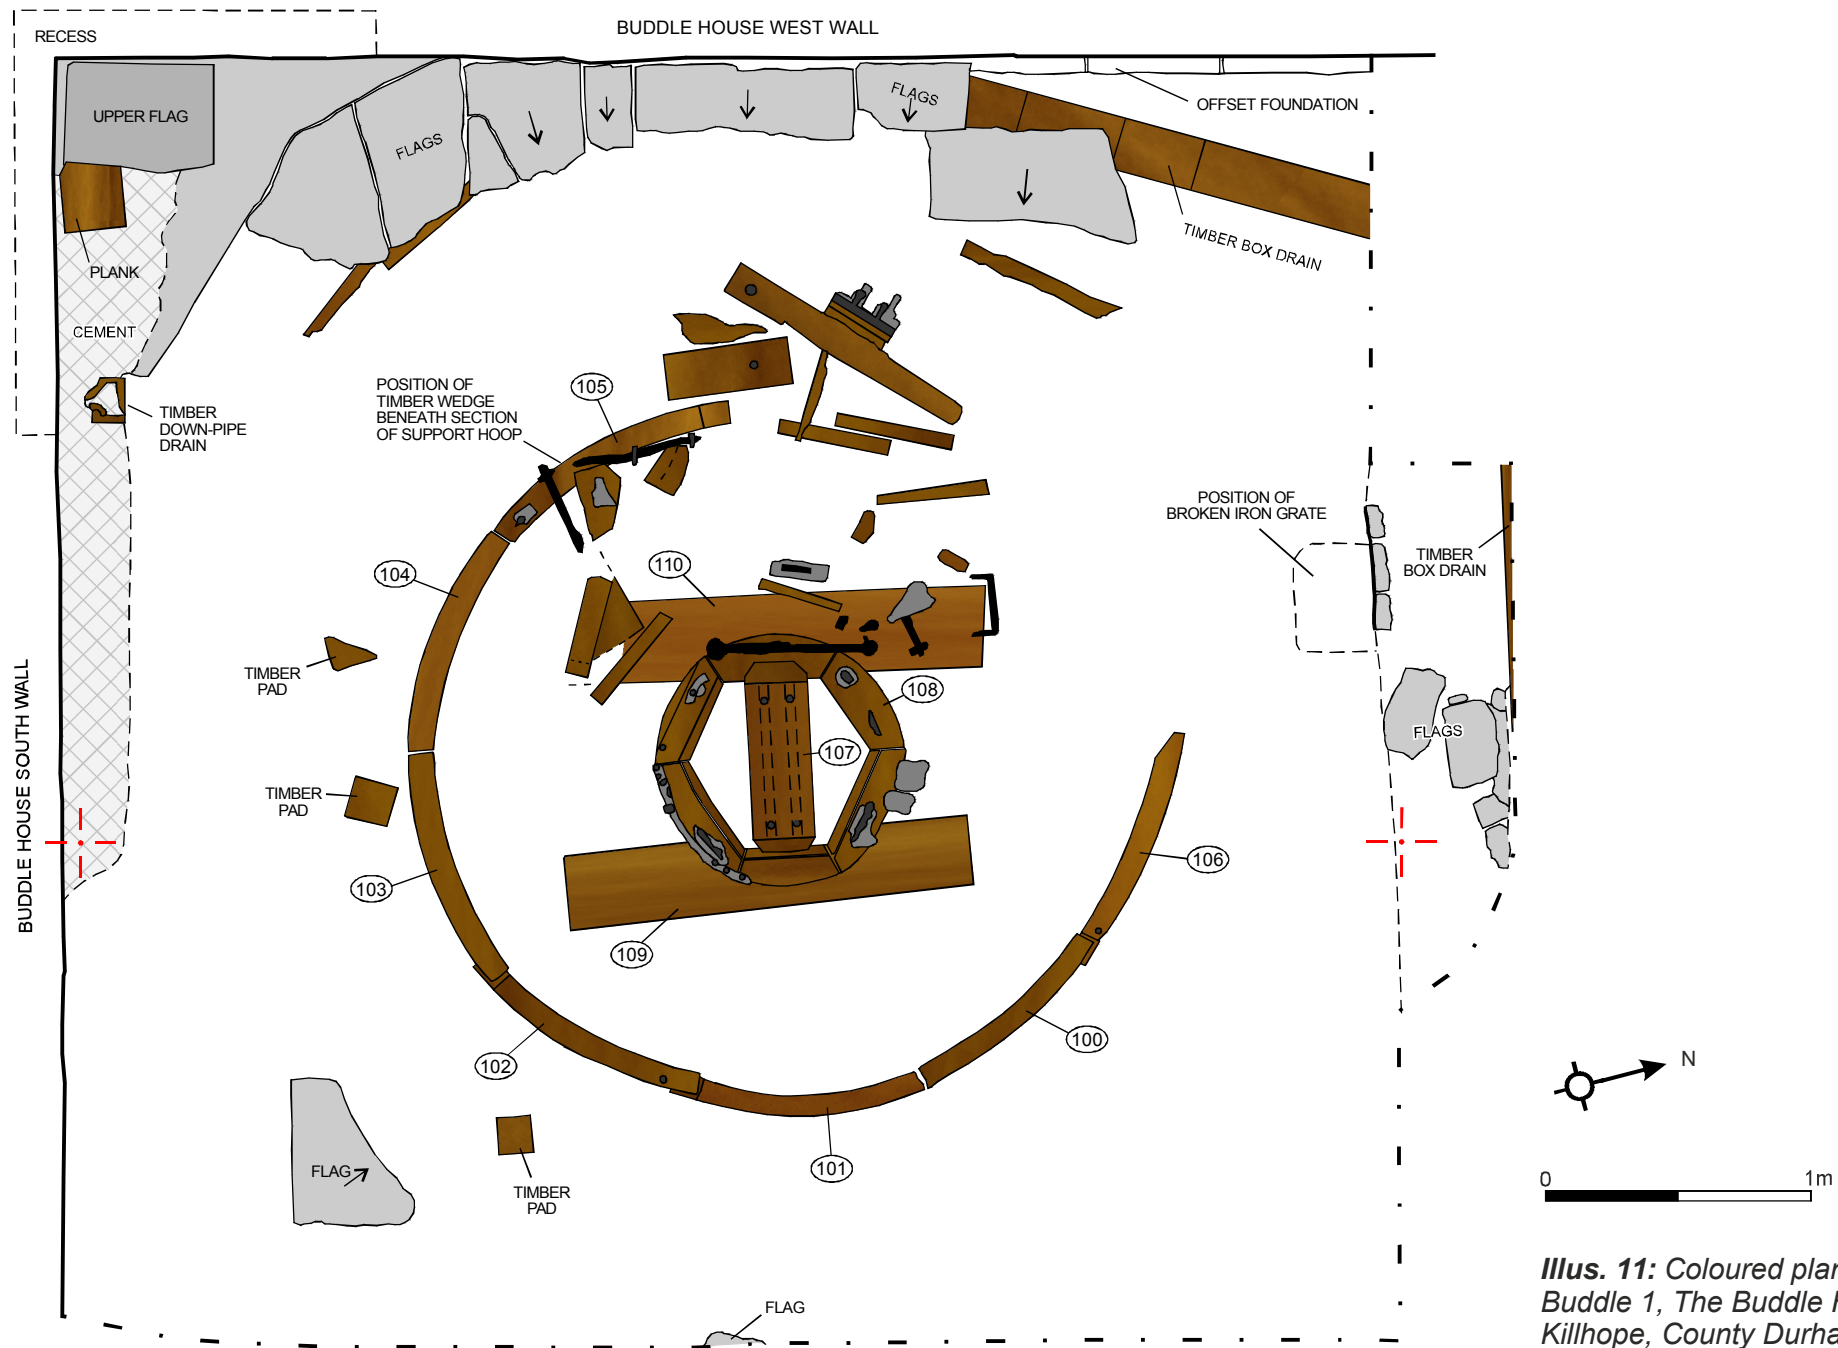 RECESS
BUDDLE HOUSE WEST WALL
UPPER FLAG
FLAGS
FLAGS
OFFSET FOUNDATION
TIMBER BOX DRAIN
PLANK
CEMENT
TIMBER
DOWN-PIPE
DRAIN
POSITION OF
TIMBER WEDGE
BENEATH SECTION
OF SUPPORT HOOP
105
104
110
POSITION OF
BROKEN IRON GRATE
TIMBER
BOX DRAIN
TIMBER
PAD
108
107
FLAGS
TIMBER
PAD
BUDDLE HOUSE SOUTH WALL
103
106
109
102
100
101
N
FLAG
TIMBER
PAD
0 1m
FLAG
Illus. 11: Coloured plan
Buddle 1, The Buddle
Killhope, County